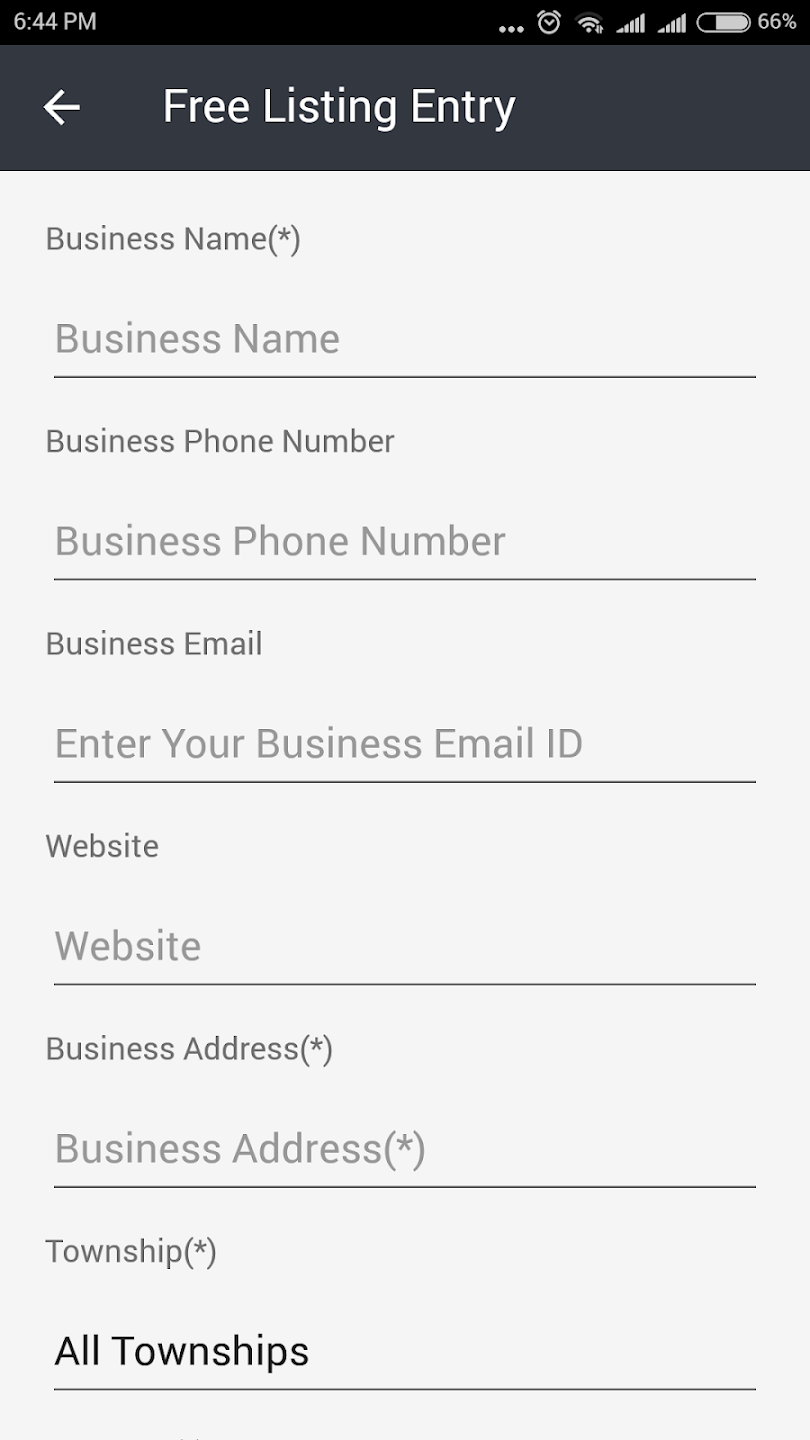 6:44 PM
66%
Free Listing Entry
Business Name(*)
Business Name
Business Phone Number
Business Phone Number
Business Email
Enter Your Business Email ID
Website
Website
Business Address(*)
Business Address(*)
Township(*)
All Townships